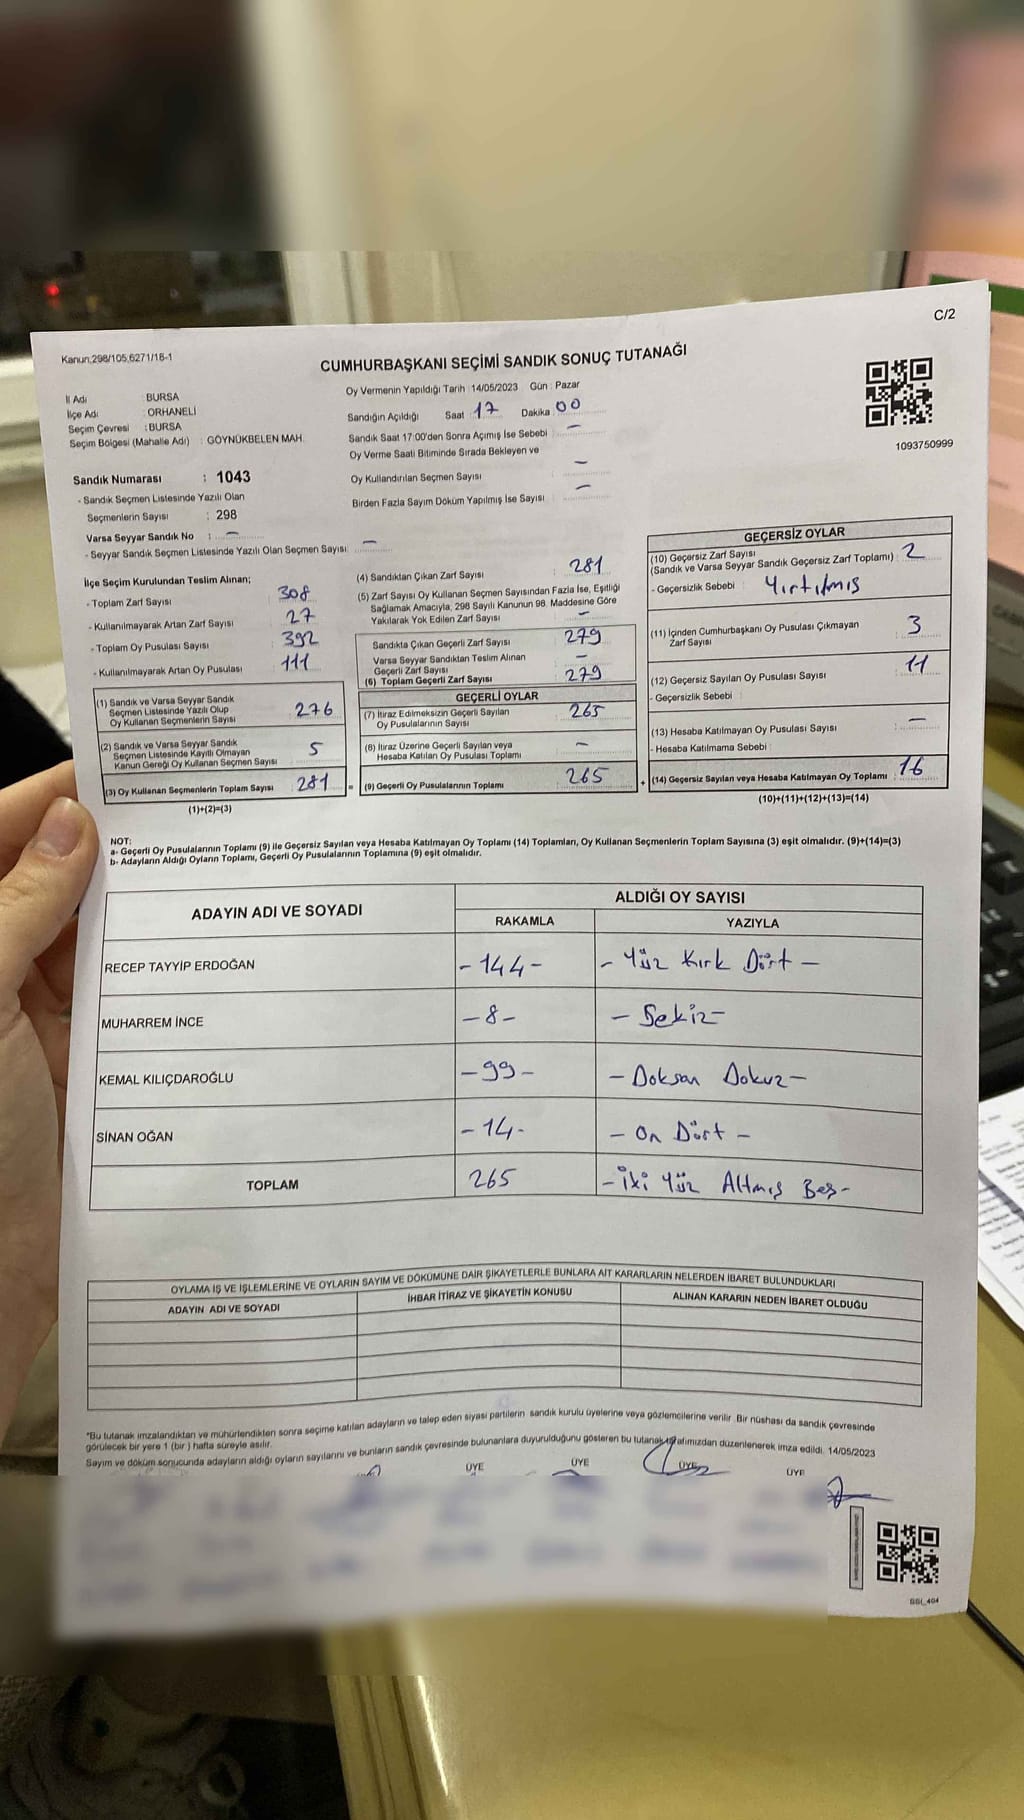 C/2
Kanun:298/105,6271/16-1
CUMHURBAŞKANI SEÇİMİ SANDIK SONUÇ TUTANAĞI
1093750999
İl Adı : BURSA
İlçe Adı : ORHANELİ
Seçim Çevresi : BURSA
Seçim Bölgesi (Mahalle Adı) : GÖYNÜKBELEN MAH.
Oy Vermenin Yapıldığı Tarih : 14/05/2023 Gün : Pazar
Sandığın Açıldığı Saat 17 Dakika 00
Sandık Saat 17:00'den Sonra Açımış İse Sebebi : –
Oy Verme Saati Bitiminde Sırada Bekleyen ve
Oy Kullandırılan Seçmen Sayısı : –
Birden Fazla Sayım Döküm Yapılmış İse Sayısı : –
Sandık Numarası : 1043
- Sandık Seçmen Listesinde Yazılı Olan
Seçmenlerin Sayısı : 298
Varsa Seyyar Sandık No : –
- Seyyar Sandık Seçmen Listesinde Yazılı Olan Seçmen Sayısı: –
İlçe Seçim Kurulundan Teslim Alınan;
- Toplam Zarf Sayısı : 308
- Kullanılmayarak Artan Zarf Sayısı : 27
- Toplam Oy Pusulası Sayısı : 392
- Kullanılmayarak Artan Oy Pusulası : 111
(1) Sandık ve Varsa Seyyar Sandık
Seçmen Listesinde Yazılı Olup
Oy Kullanan Seçmenlerin Sayısı : 276
(2) Sandık ve Varsa Seyyar Sandık
Seçmen Listesinde Kayıtlı Olmayan
Kanun Gereği Oy Kullanan Seçmen Sayısı : 5
(3) Oy Kullanan Seçmenlerin Toplam Sayısı : 281
(1)+(2)=(3)
(4) Sandıktan Çıkan Zarf Sayısı : 281
(5) Zarf Sayısı Oy Kullanan Seçmen Sayısından Fazla İse, Eşitliği
Sağlamak Amacıyla, 298 Sayılı Kanunun 98. Maddesine Göre
Yakılarak Yok Edilen Zarf Sayısı : –
Sandıkta Çıkan Geçerli Zarf Sayısı : 279
Varsa Seyyar Sandıktan Teslim Alınan
Geçerli Zarf Sayısı : –
(6) Toplam Geçerli Zarf Sayısı : 279
GEÇERLİ OYLAR
(7) İtiraz Edilmeksizin Geçerli Sayılan
Oy Pusulalarının Sayısı : 265
(8) İtiraz Üzerine Geçerli Sayılan veya
Hesaba Katılan Oy Pusulası Toplamı : –
= (9) Geçerli Oy Pusulalarının Toplamı : 265
GEÇERSİZ OYLAR
(10) Geçersiz Zarf Sayısı
(Sandık ve Varsa Seyyar Sandık Geçersiz Zarf Toplamı) : 2
- Geçersizlik Sebebi : Yırtılmış
(11) İçinden Cumhurbaşkanı Oy Pusulası Çıkmayan
Zarf Sayısı : 3
(12) Geçersiz Sayılan Oy Pusulası Sayısı : 11
- Geçersizlik Sebebi :
(13) Hesaba Katılmayan Oy Pusulası Sayısı : –
- Hesaba Katılmama Sebebi :
+ (14) Geçersiz Sayılan veya Hesaba Katılmayan Oy Toplamı : 16
(10)+(11)+(12)+(13)=(14)
NOT:
a- Geçerli Oy Pusulalarının Toplamı (9) ile Geçersiz Sayılan veya Hesaba Katılmayan Oy Toplamı (14) Toplamları, Oy Kullanan Seçmenlerin Toplam Sayısına (3) eşit olmalıdır. (9)+(14)=(3)
b- Adayların Aldığı Oyların Toplamı, Geçerli Oy Pusulalarının Toplamına (9) eşit olmalıdır.
ADAYIN ADI VE SOYADI ALDIĞI OY SAYISI
RAKAMLA YAZIYLA
RECEP TAYYİP ERDOĞAN -144- - Yüz Kırk Dört -
MUHARREM İNCE -8- - Sekiz -
KEMAL KILIÇDAROĞLU -99- - Doksan Dokuz -
SİNAN OĞAN -14- - On Dört -
TOPLAM 265 - İki Yüz Altmış Beş -
OYLAMA İŞ VE İŞLEMLERİNE VE OYLARIN SAYIM VE DÖKÜMÜNE DAİR ŞİKAYETLERLE BUNLARA AİT KARARLARIN NELERDEN İBARET BULUNDUKLARI
ADAYIN ADI VE SOYADI İHBAR İTİRAZ VE ŞİKAYETİN KONUSU ALINAN KARARIN NEDEN İBARET OLDUĞU
*Bu tutanak imzalandıktan ve mühürlendikten sonra seçime katılan adayların ve talep eden siyasi partilerin sandık kurulu üyelerine veya gözlemcilerine verilir. Bir nüshası da sandık çevresinde
görülecek bir yere 1 (bir) hafta süreyle asılır.
Sayım ve döküm sonucunda adayların aldığı oyların sayılarını ve bunların sandık çevresinde bulunanlara duyurulduğunu gösteren bu tutanak tarafımızdan düzenlenerek imza edildi. 14/05/2023
ÜYE ÜYE ÜYE ÜYE
SSI_404